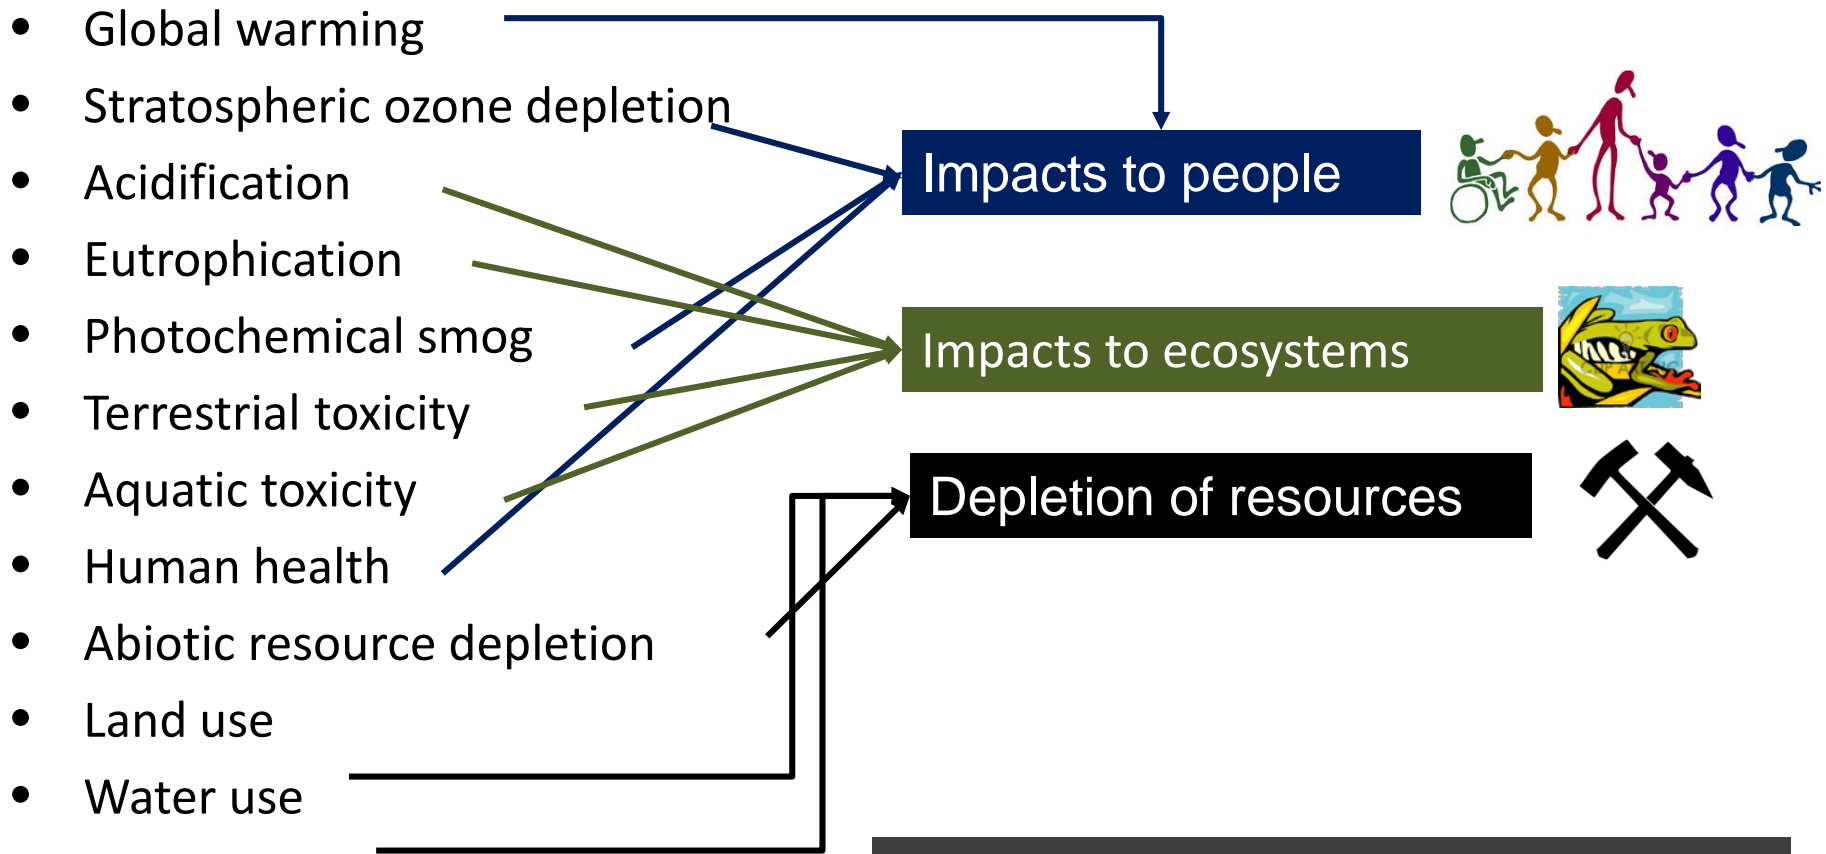 • Global warming
• Stratospheric ozone depletion
• Acidification
• Eutrophication
• Photochemical smog
• Terrestrial toxicity
• Aquatic toxicity
• Human health
• Abiotic resource depletion
• Land use
• Water use
Impacts to people
Impacts to ecosystems
Depletion of resources